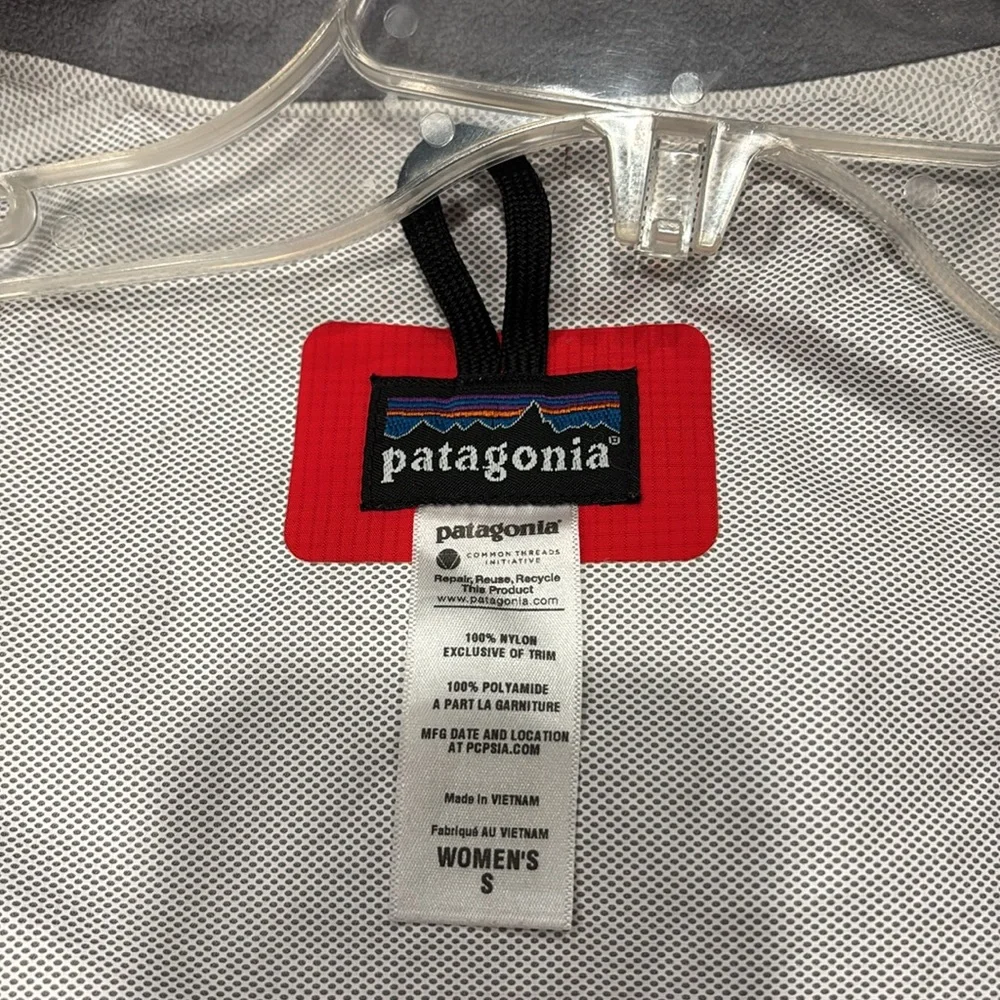 patagonia®
patagonia®
COMMON THREADS
INITIATIVE
Repair, Reuse, Recycle
This Product
www.patagonia.com
100% NYLON
EXCLUSIVE OF TRIM
100% POLYAMIDE
A PART LA GARNITURE
MFG DATE AND LOCATION
AT PCPSIA.COM
Made in VIETNAM
Fabriqué AU VIETNAM
WOMEN'S
S